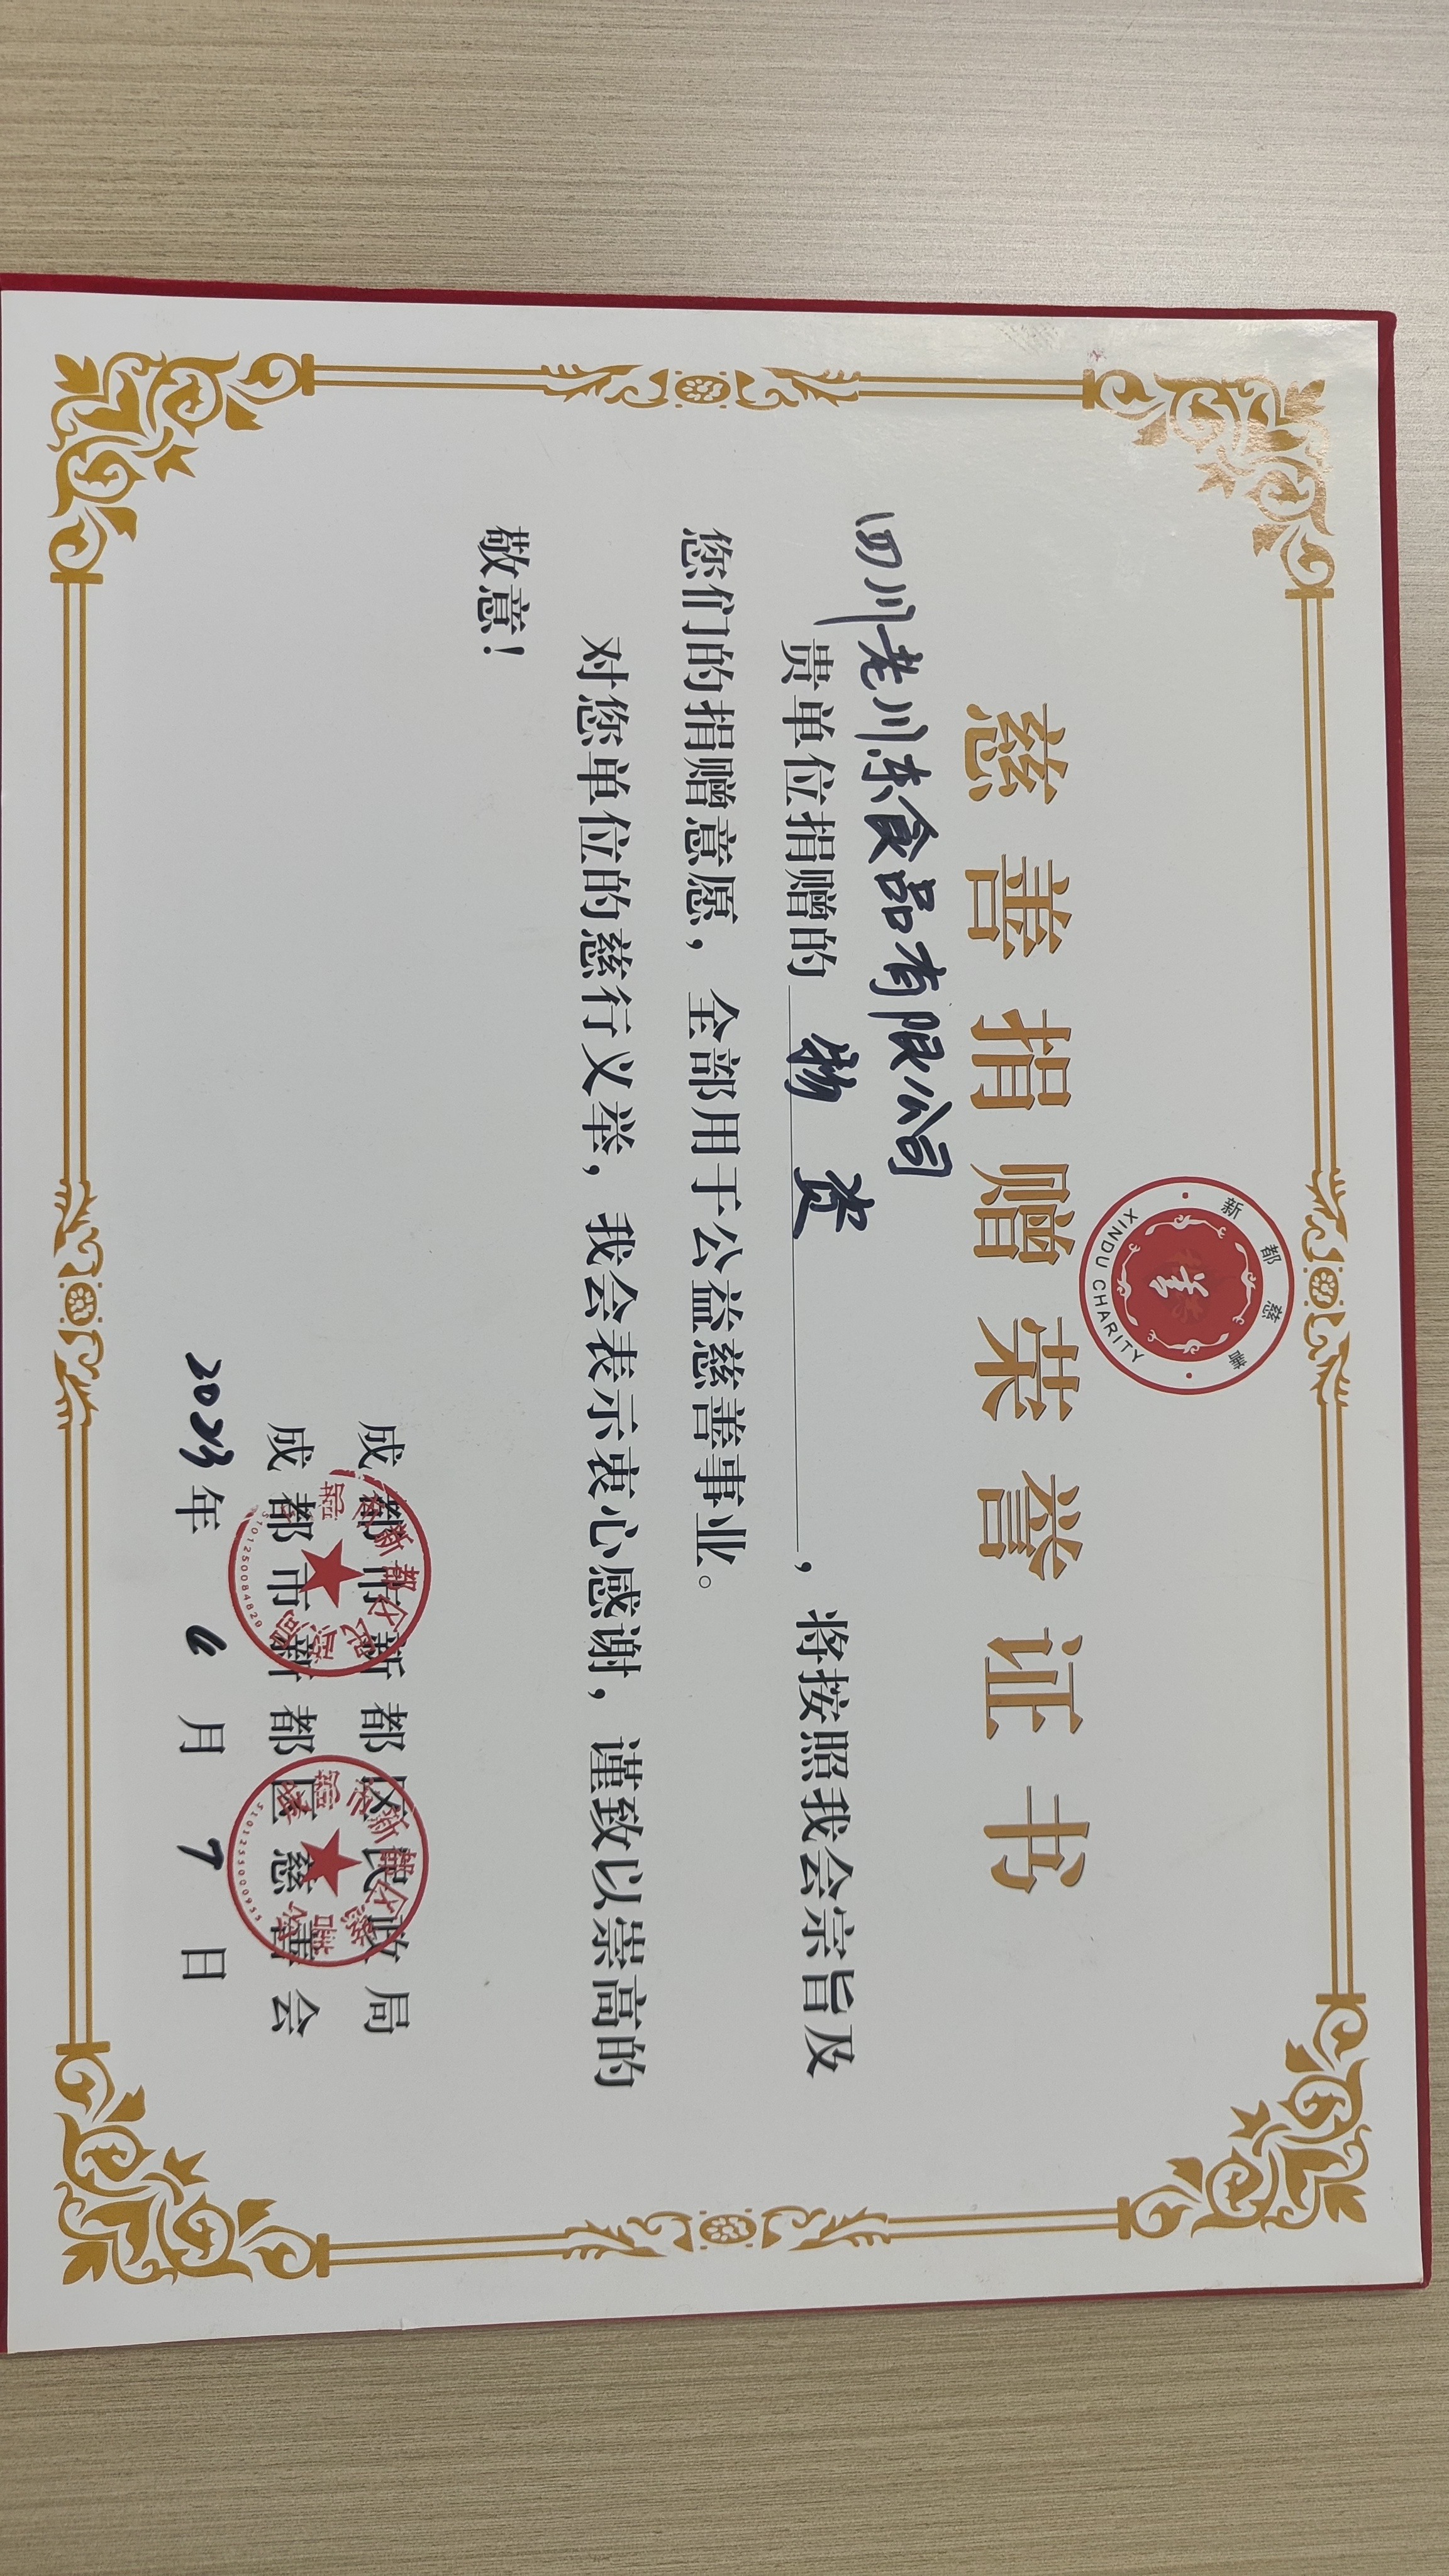 新都慈善
XINDU CHARITY
慈善捐赠荣誉证书
四川老川东食品有限公司
贵单位捐赠的 物资 ，将按照我会宗旨及
您们的捐赠意愿，全部用于公益慈善事业。
对您单位的慈行义举，我会表示衷心感谢，谨致以崇高的
敬意！
成都市新都区民政局
成都市新都区慈善会
5101250084820
5101255000955
2023年6月7日